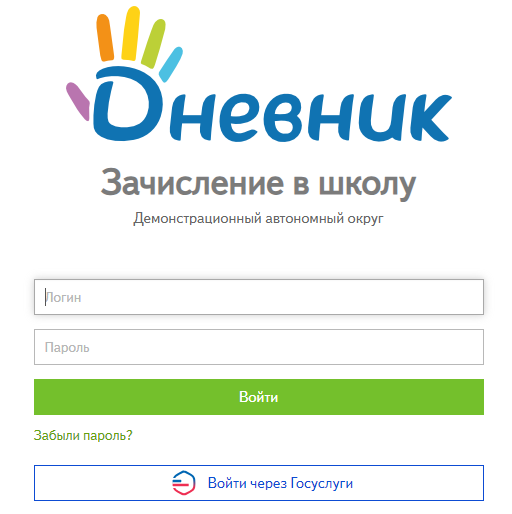 Дневник
Зачисление в школу
Демонстрационный автономный округ
Логин
Пароль
Войти
Забыли пароль?
Войти через Госуслуги